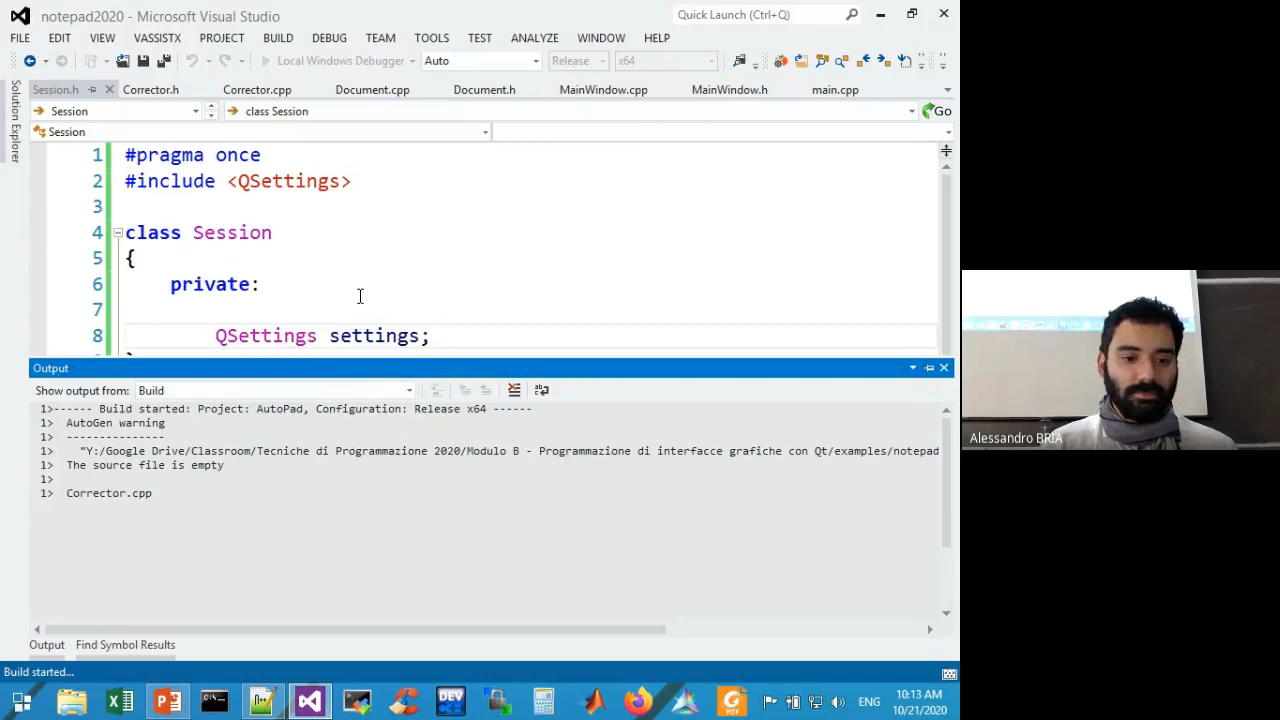 notepad2020 - Microsoft Visual Studio
Quick Launch (Ctrl+Q)
FILE EDIT VIEW VASSISTX PROJECT BUILD DEBUG TEAM TOOLS TEST ANALYZE WINDOW HELP
Local Windows Debugger Auto Release x64
Solution Explorer
Session.h Corrector.h Corrector.cpp Document.cpp Document.h MainWindow.cpp MainWindow.h main.cpp
Session class Session Go
Session
1 #pragma once
2 #include <QSettings>
3
4 class Session
5 {
6 private:
7
8 QSettings settings;
Output
Show output from: Build
1>------ Build started: Project: AutoPad, Configuration: Release x64 ------
1> AutoGen warning
1> ---------------
1> "Y:/Google Drive/Classroom/Tecniche di Programmazione 2020/Modulo B - Programmazione di interfacce grafiche con Qt/examples/notepad
1> The source file is empty
1>
1> Corrector.cpp
Output Find Symbol Results
Build started...
DEV
C++
PDF
ENG
10:13 AM
10/21/2020
Alessandro BRIA